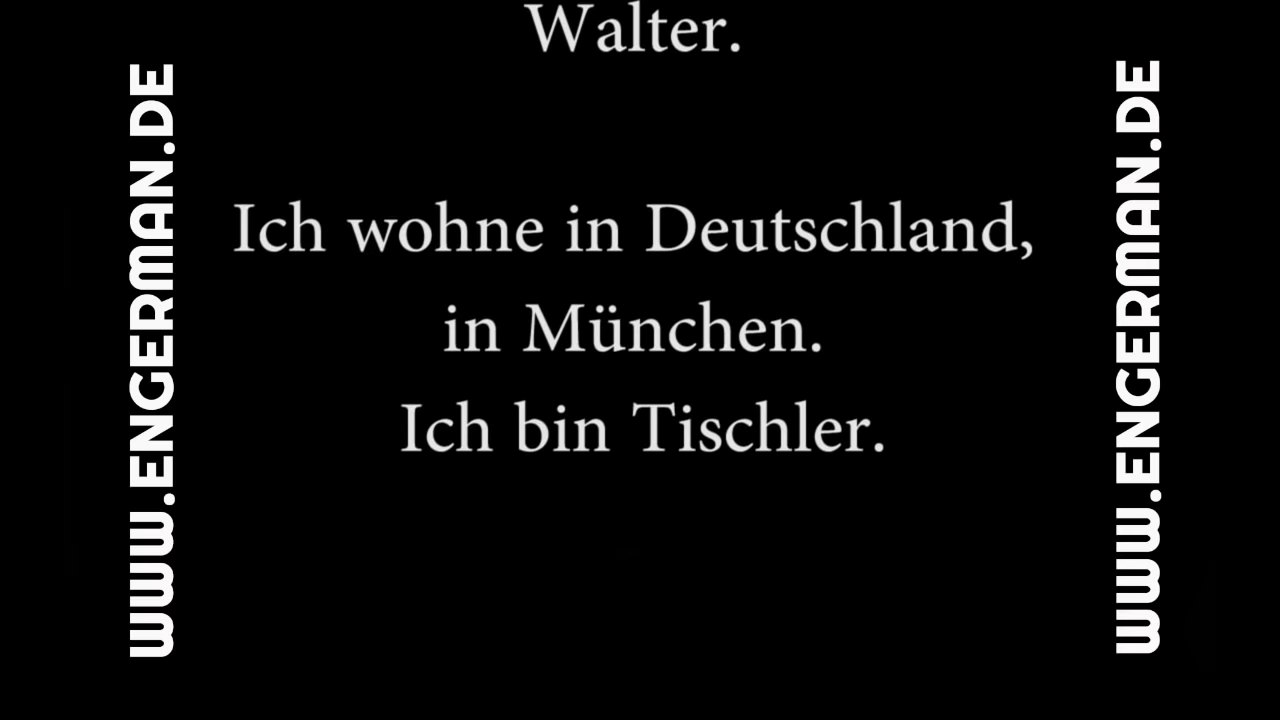 Walter.
Ich wohne in Deutschland,
in München.
Ich bin Tischler.
WWW.ENGERMAN.DE
WWW.ENGERMAN.DE